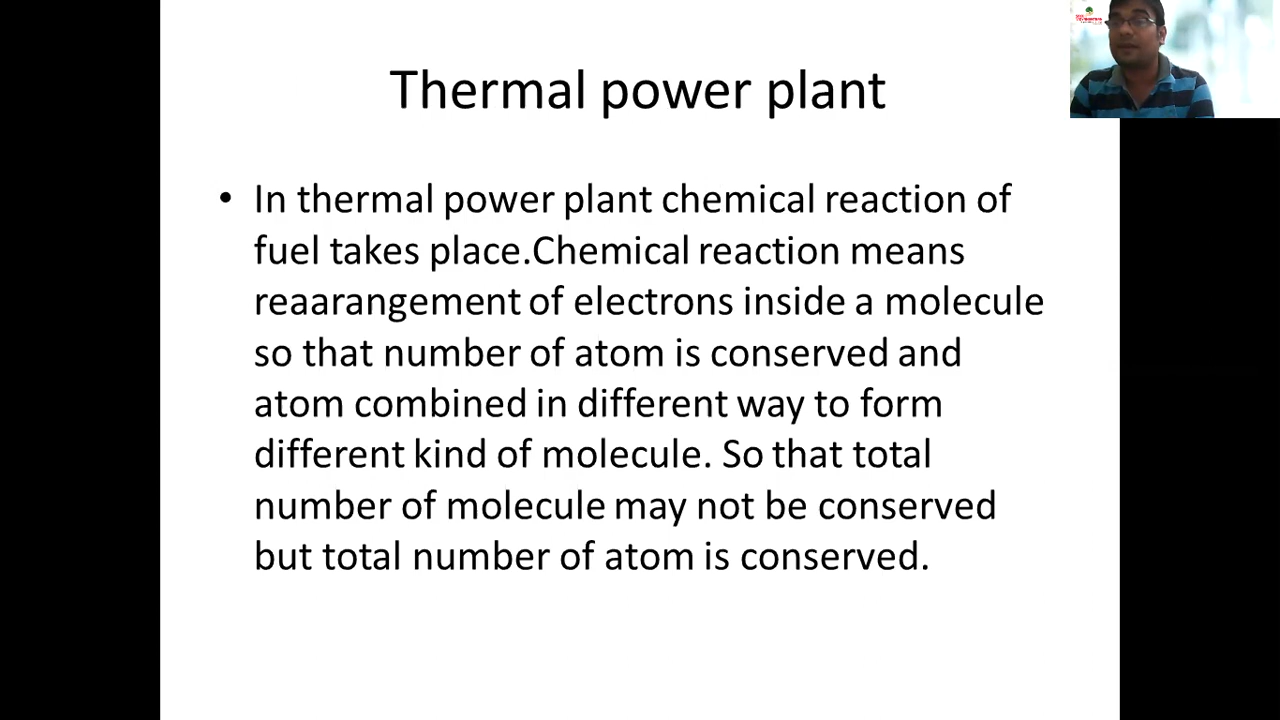 Thermal power plant
• In thermal power plant chemical reaction of
fuel takes place.Chemical reaction means
reaarangement of electrons inside a molecule
so that number of atom is conserved and
atom combined in different way to form
different kind of molecule. So that total
number of molecule may not be conserved
but total number of atom is conserved.